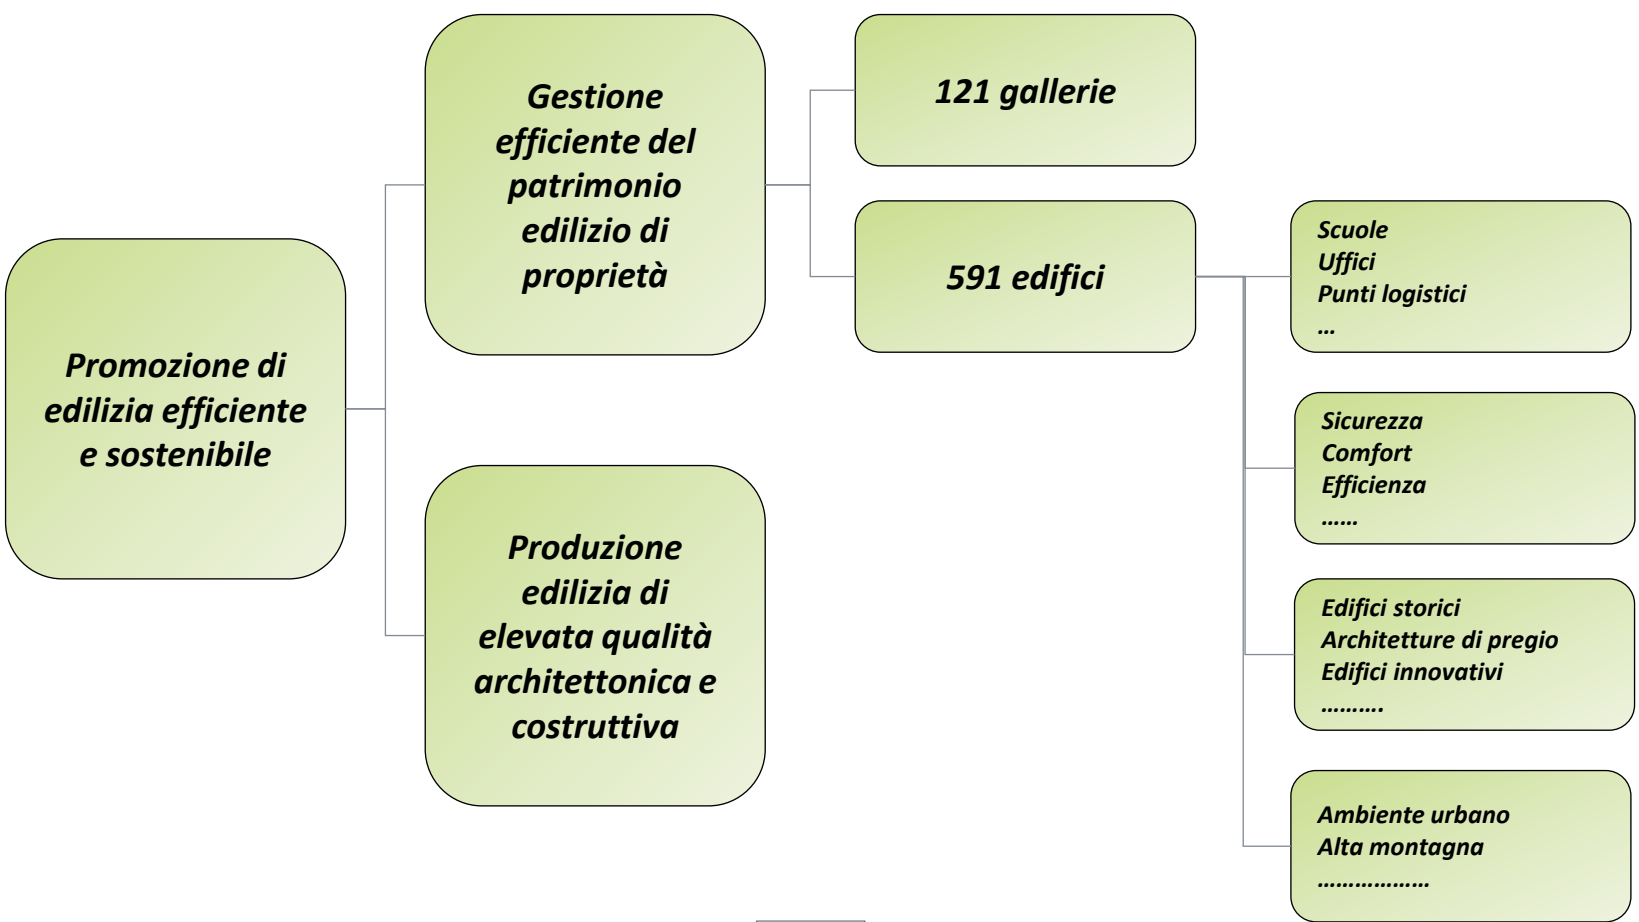 Promozione di
edilizia efficiente
e sostenibile
Gestione
efficiente del
patrimonio
edilizio di
proprietà
Produzione
edilizia di
elevata qualità
architettonica e
costruttiva
121 gallerie
591 edifici
Scuole
Uffici
Punti logistici
…
Sicurezza
Comfort
Efficienza
……
Edifici storici
Architetture di pregio
Edifici innovativi
……….
Ambiente urbano
Alta montagna
………………